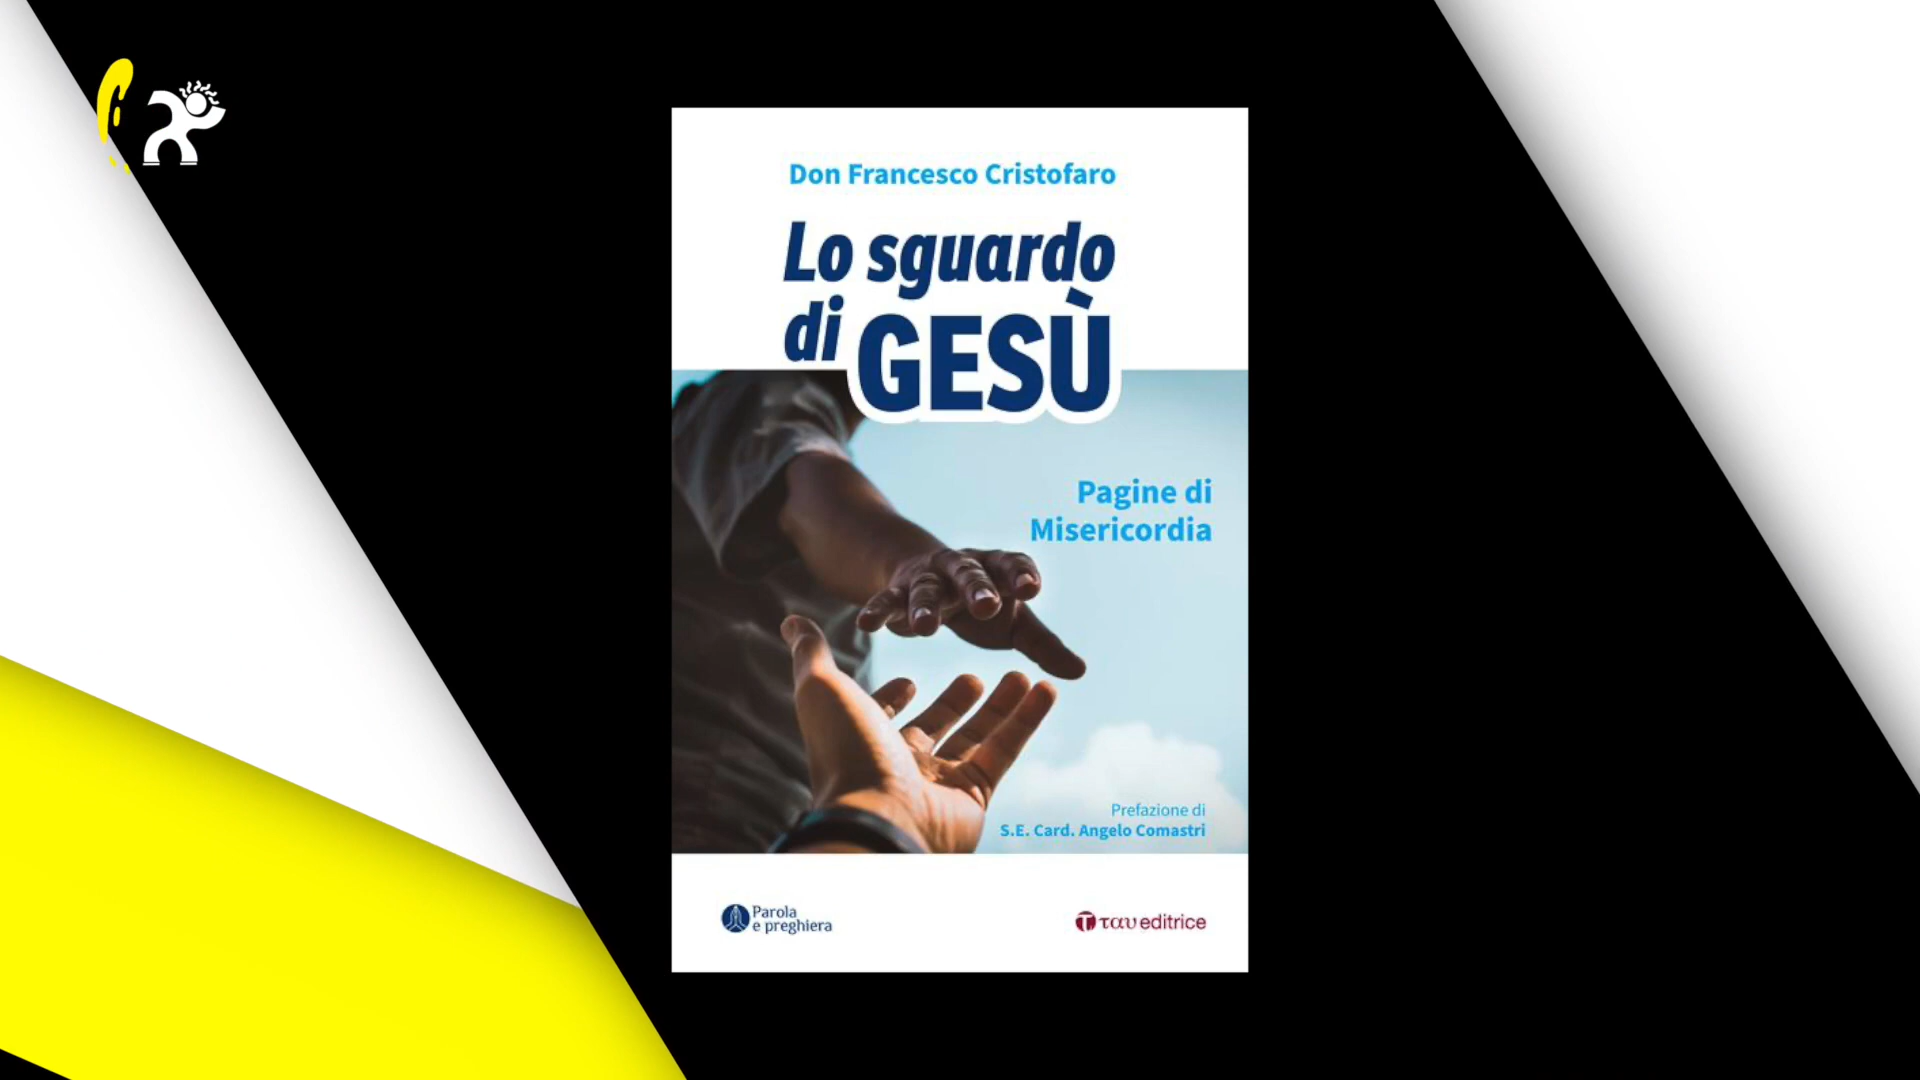 Don Francesco Cristofaro
Lo sguardo
di GESÙ
Pagine di
Misericordia
Prefazione di
S.E. Card. Angelo Comastri
Parola
e preghiera
ταυ editrice